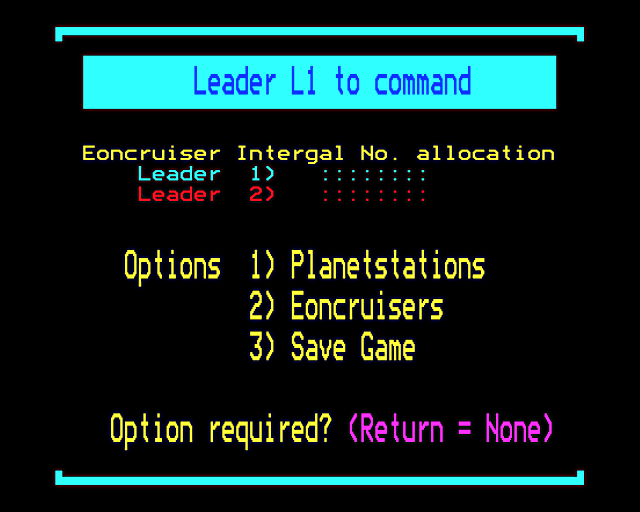 Leader L1 to command
Eoncruiser Intergal No. allocation
Leader 1) ::::::::
Leader 2) ::::::::
Options 1) Planetstations
2) Eoncruisers
3) Save Game
Option required? (Return = None)